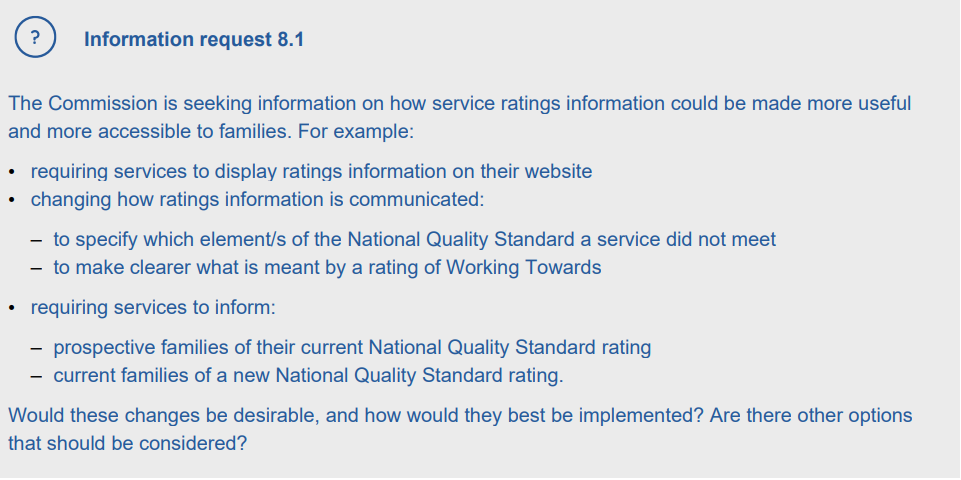 ?
Information request 8.1
The Commission is seeking information on how service ratings information could be made more useful
and more accessible to families. For example:
• requiring services to display ratings information on their website
• changing how ratings information is communicated:
– to specify which element/s of the National Quality Standard a service did not meet
– to make clearer what is meant by a rating of Working Towards
• requiring services to inform:
– prospective families of their current National Quality Standard rating
– current families of a new National Quality Standard rating.
Would these changes be desirable, and how would they best be implemented? Are there other options
that should be considered?